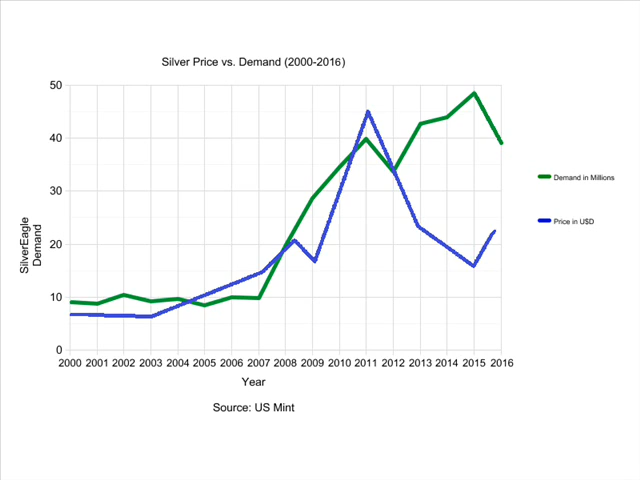 Silver Price vs. Demand (2000-2016)
50
40
30
20
10
0
SilverEagle
Demand
2000 2001 2002 2003 2004 2005 2006 2007 2008 2009 2010 2011 2012 2013 2014 2015 2016
Year
Source: US Mint
Demand in Millions
Price in U$D